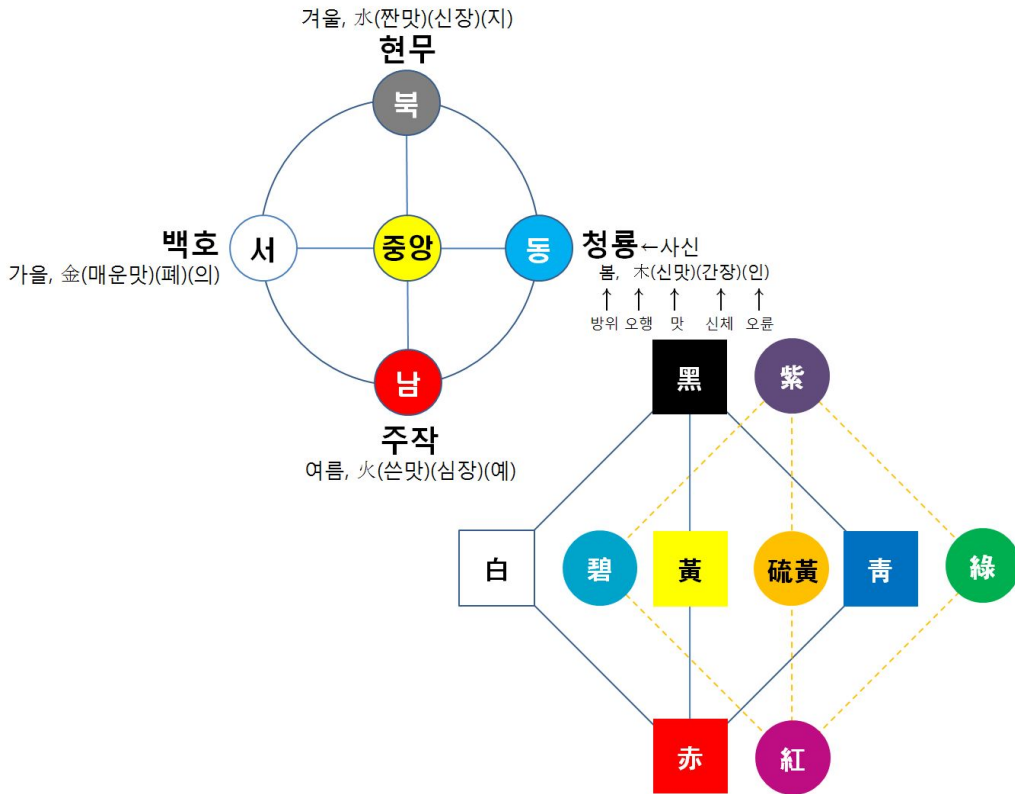 겨울, 水(짠맛)(신장)(지)
현무
북
백호
서
중앙
동
청룡←사신
가을, 金(매운맛)(폐)(의)
봄, 木(신맛)(간장)(인)
방위 오행 맛 신체 오륜
남
주작
여름, 火(쓴맛)(심장)(예)
黑
紫
白
碧
黃
硫黃
靑
綠
赤
紅